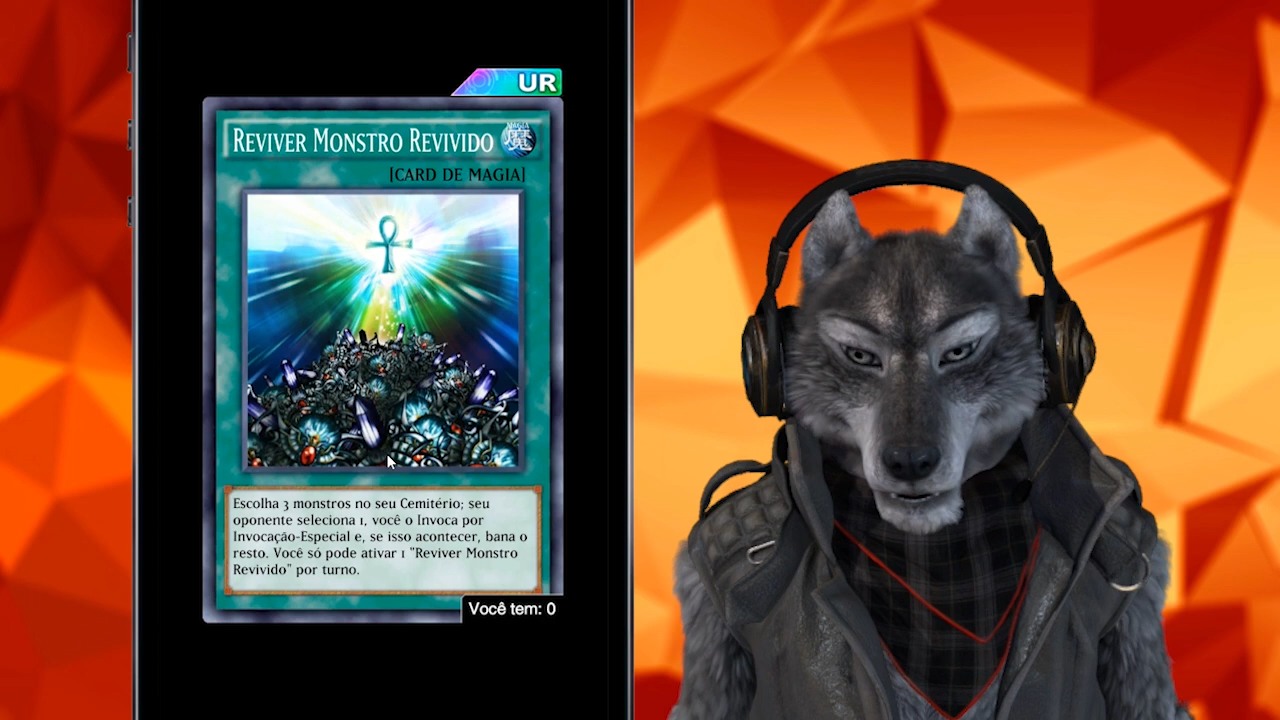 UR
REVIVER MONSTRO REVIVIDO
MAGIA
[CARD DE MAGIA]
Escolha 3 monstros no seu Cemitério; seu
oponente seleciona 1, você o Invoca por
Invocação-Especial e, se isso acontecer, bana o
resto. Você só pode ativar 1 "Reviver Monstro
Revivido" por turno.
Você tem: 0